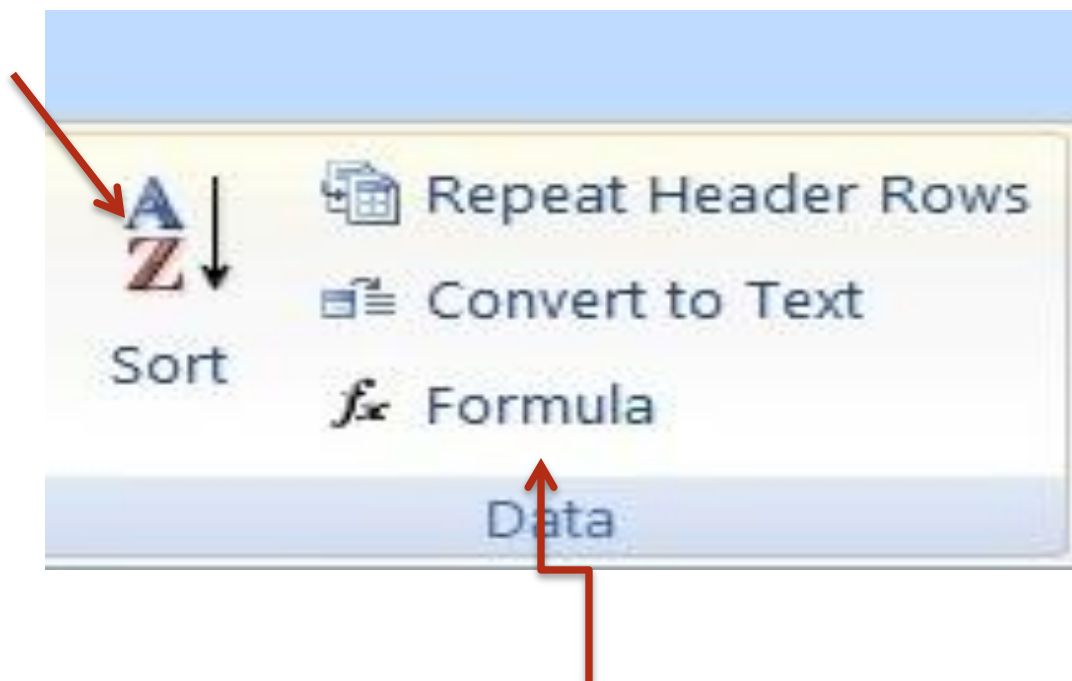 A
Z
Sort
Repeat Header Rows
Convert to Text
fx Formula
Data